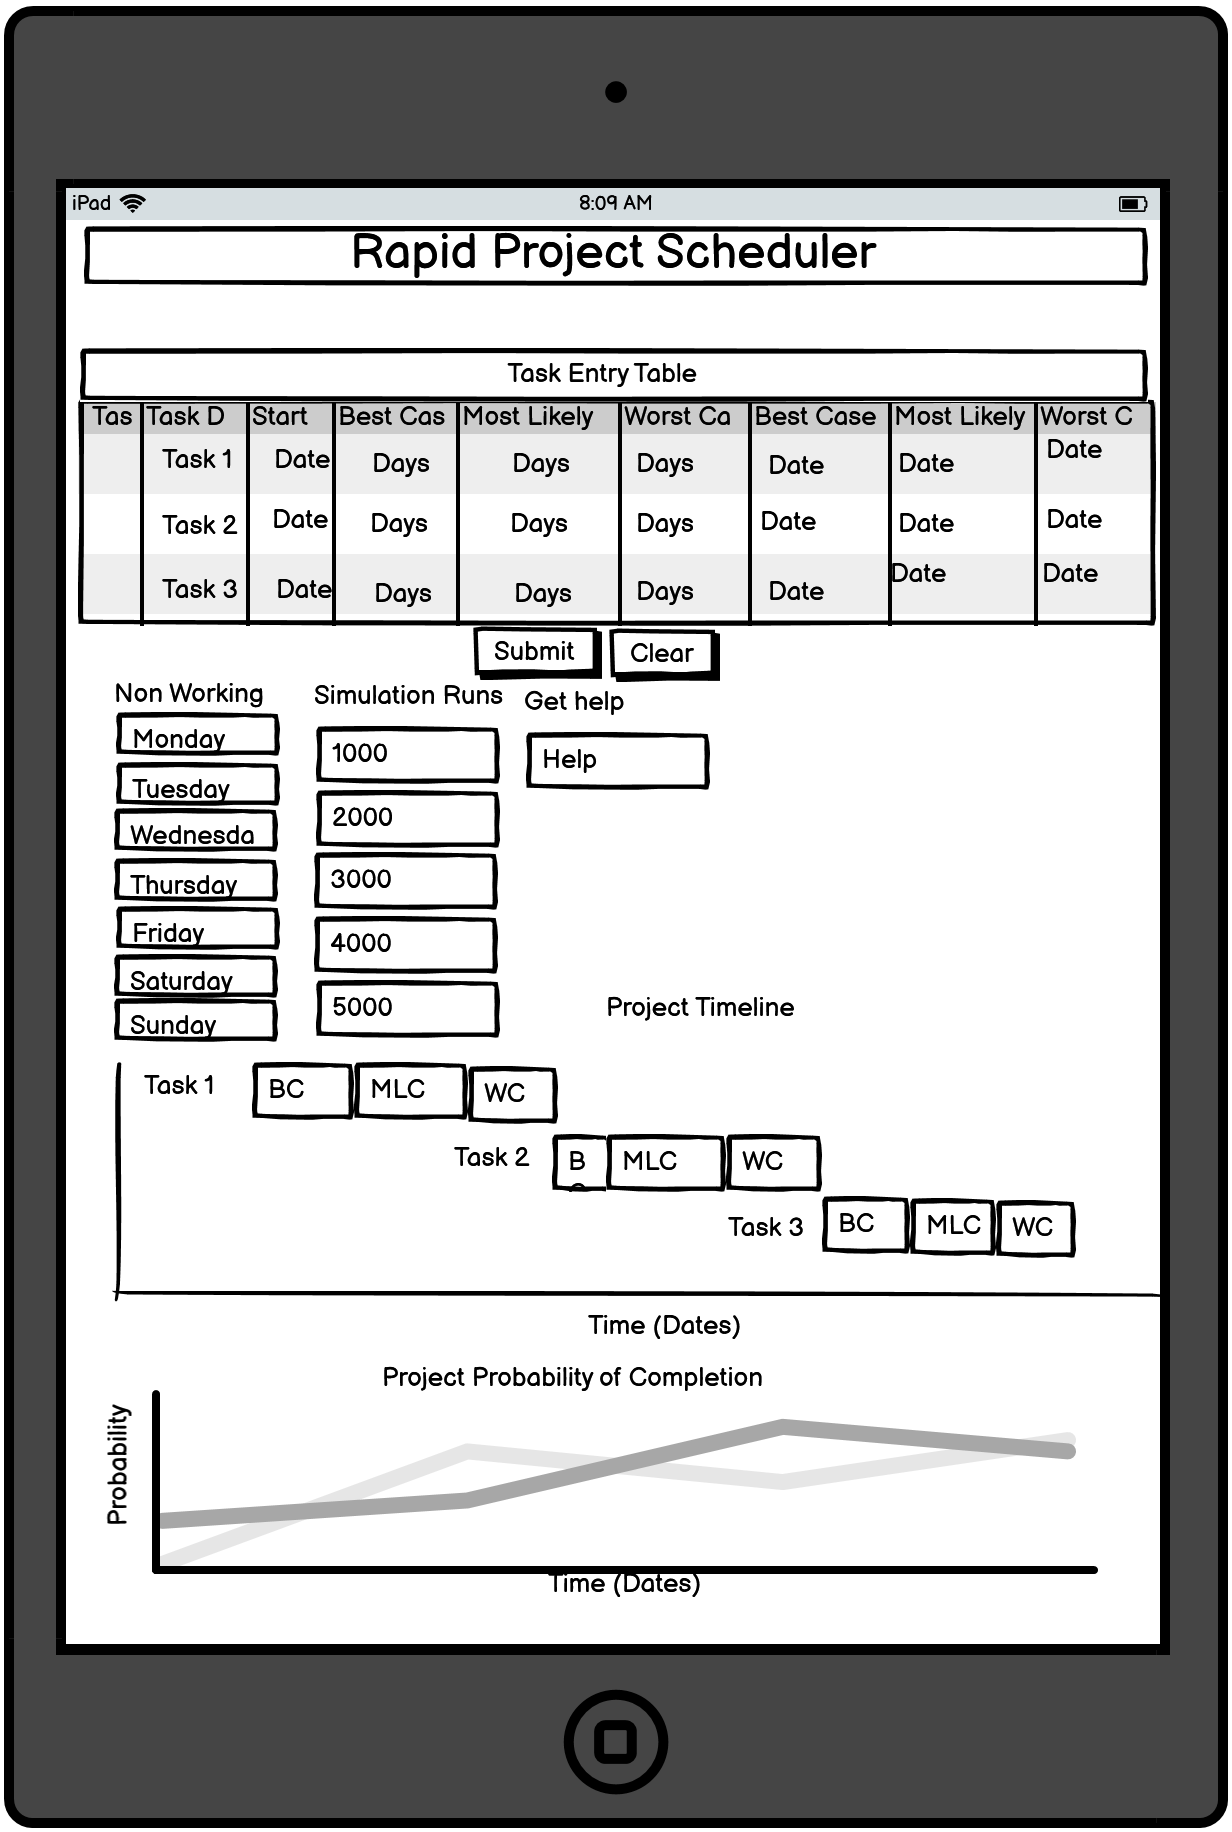 iPad 8:09 AM
Rapid Project Scheduler
Task Entry Table
Tas Task D Start Best Cas Most Likely Worst Ca Best Case Most Likely Worst C
Task 1 Date Days Days Days Date Date Date
Task 2 Date Days Days Days Date Date Date
Task 3 Date Days Days Days Date Date Date
Submit Clear
Non Working Simulation Runs Get help
Monday 1000 Help
Tuesday 2000
Wednesda
Thursday 3000
Friday 4000
Saturday
Sunday 5000 Project Timeline
Task 1 BC MLC WC
Task 2 B MLC WC
Task 3 BC MLC WC
Time (Dates)
Project Probability of Completion
Probability
Time (Dates)